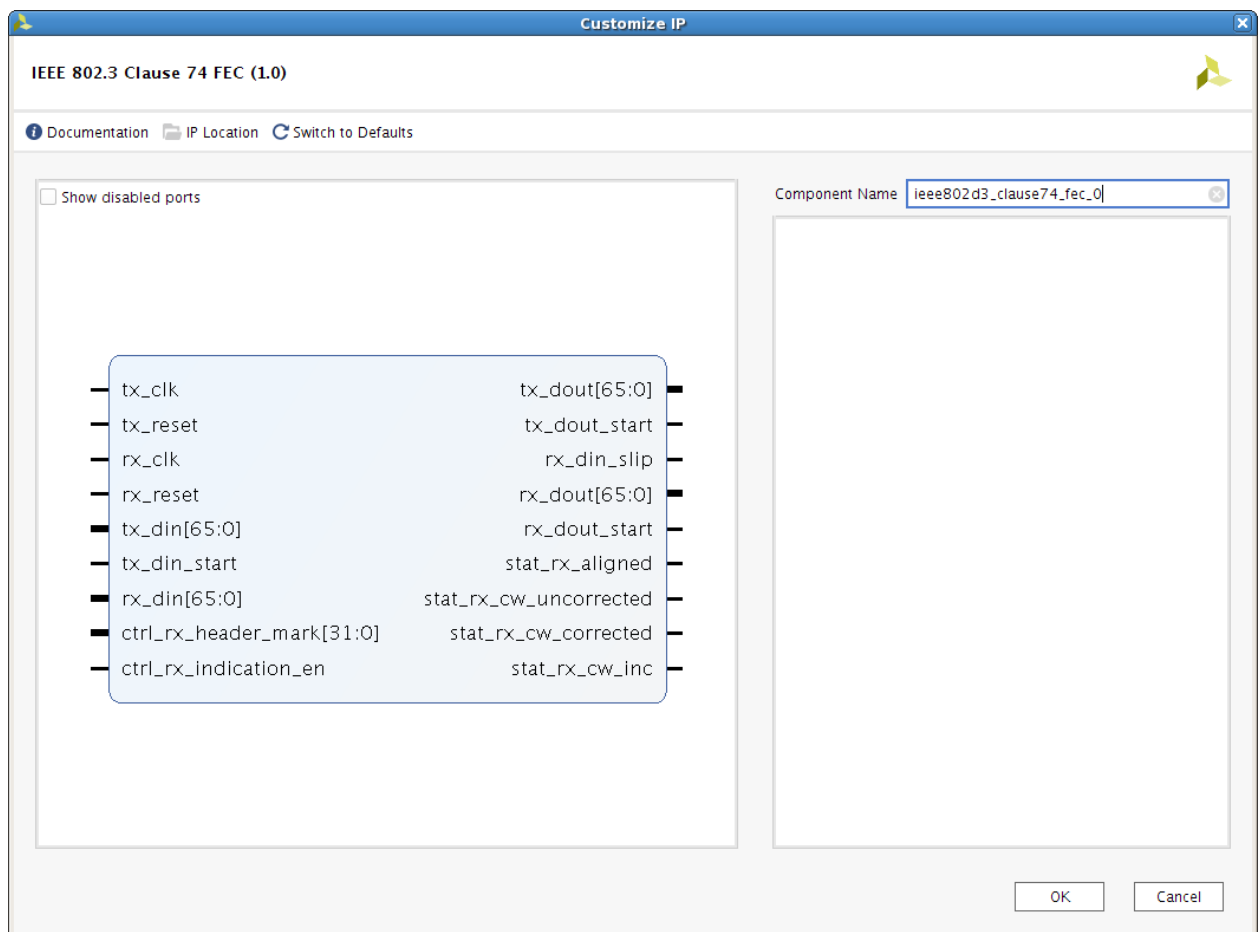 Customize IP
IEEE 802.3 Clause 74 FEC (1.0)
Documentation IP Location Switch to Defaults
Show disabled ports
Component Name ieee802d3_clause74_fec_0
tx_clk tx_dout[65:0]
tx_reset tx_dout_start
rx_clk rx_din_slip
rx_reset rx_dout[65:0]
tx_din[65:0] rx_dout_start
tx_din_start stat_rx_aligned
rx_din[65:0] stat_rx_cw_uncorrected
ctrl_rx_header_mark[31:0] stat_rx_cw_corrected
ctrl_rx_indication_en stat_rx_cw_inc
OK Cancel